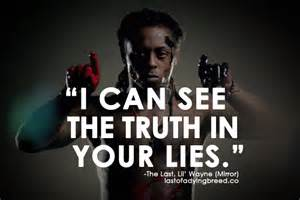 “I CAN SEE
THE TRUTH IN
YOUR LIES.”
-The Last, Lil’ Wayne (Mirror)
lastofadyingbreed.co